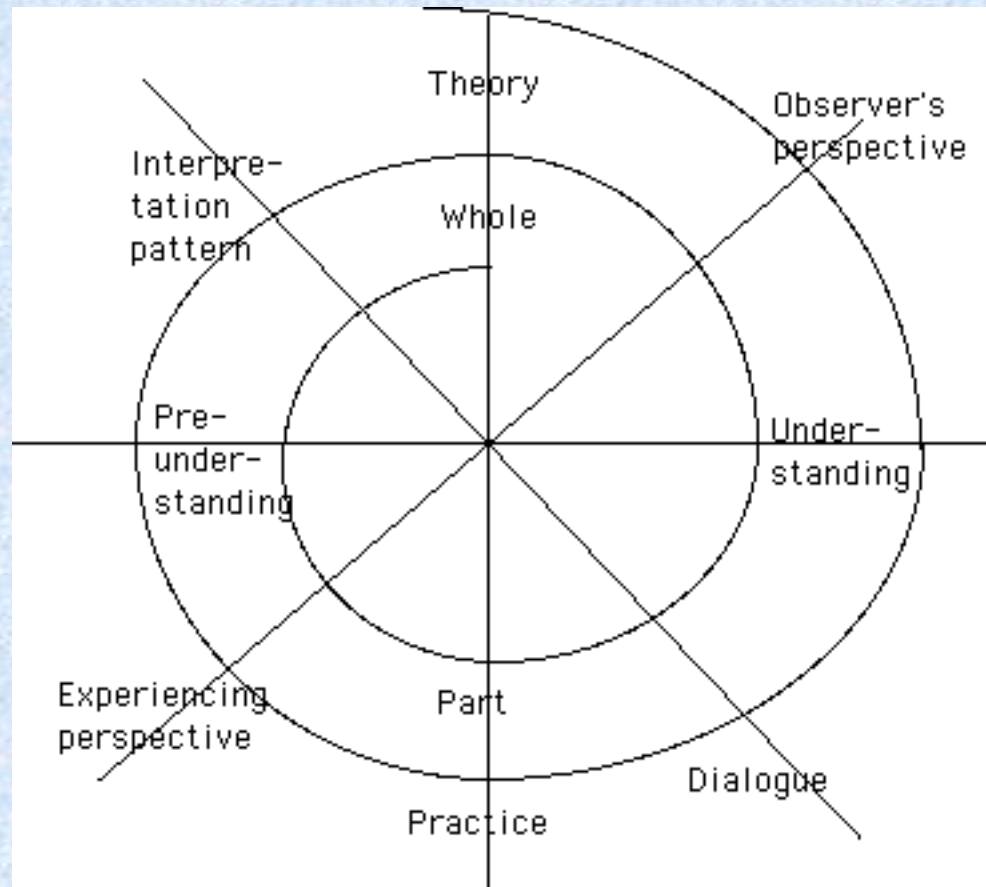 Theory
Observer's
perspective
Interpre-
tation
pattern
Whole
Pre-
under-
standing
Under-
standing
Experiencing
perspective
Part
Dialogue
Practice